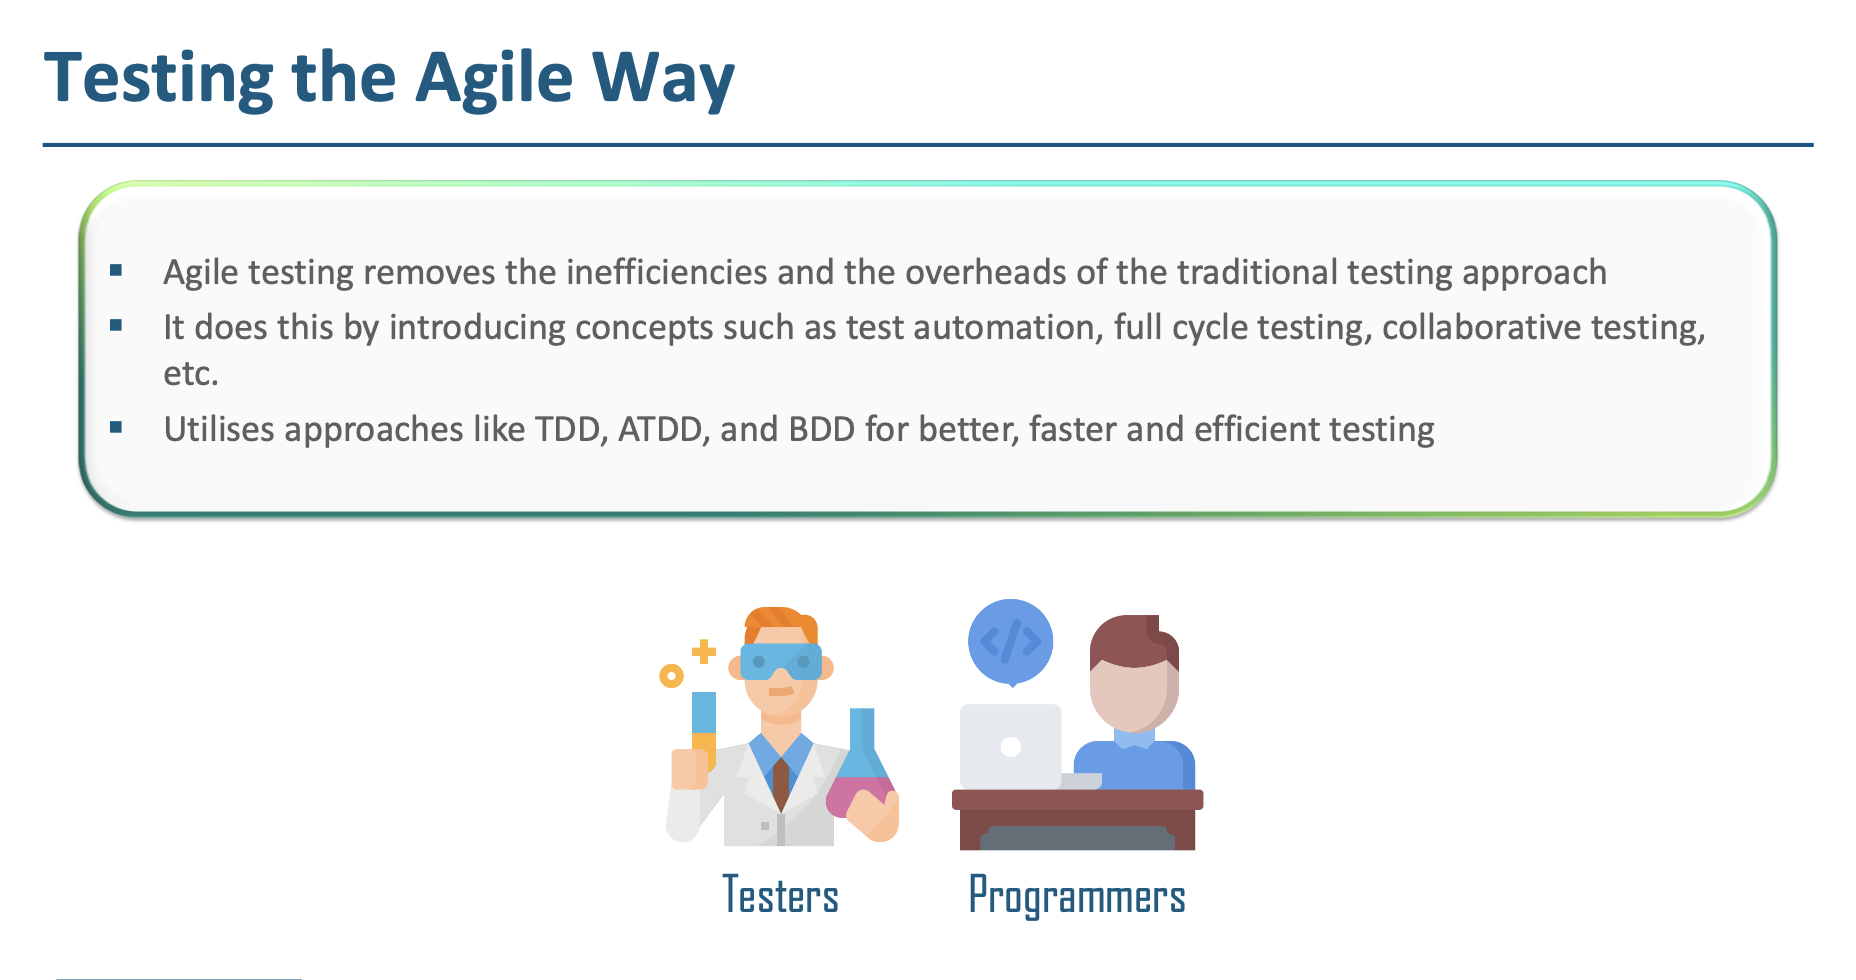 Testing the Agile Way
▪ Agile testing removes the inefficiencies and the overheads of the traditional testing approach
▪ It does this by introducing concepts such as test automation, full cycle testing, collaborative testing,
etc.
▪ Utilises approaches like TDD, ATDD, and BDD for better, faster and efficient testing
</>
Testers
Programmers